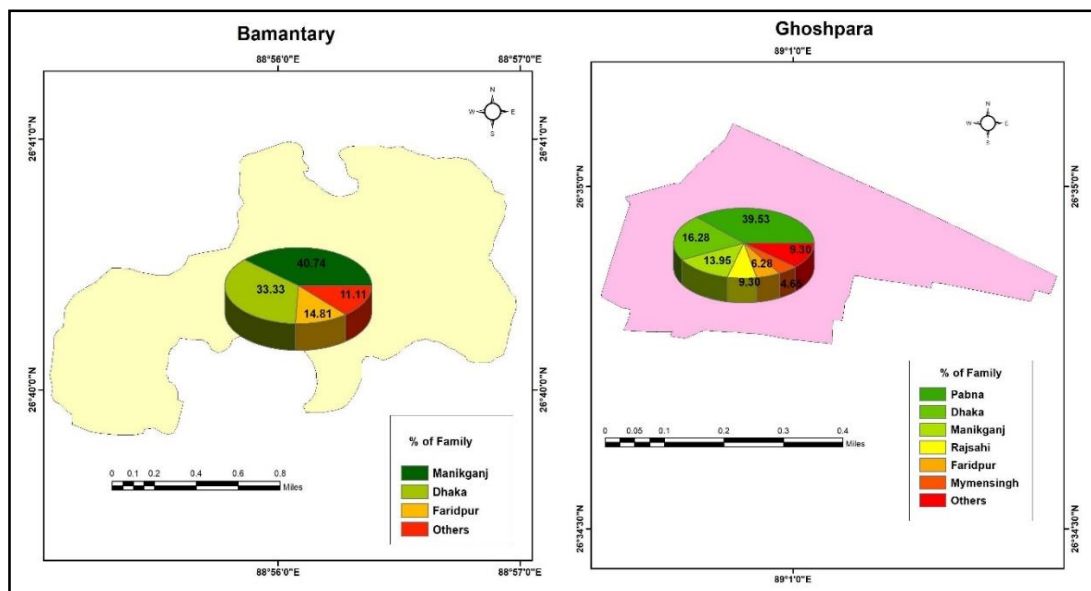 Bamantary
88°56'0"E
88°57'0"E
N
W
E
S
26°41'0"N
26°41'0"N
40.74
33.33
11.11
14.81
26°40'0"N
26°40'0"N
% of Family
Manikganj
Dhaka
Faridpur
Others
0 0.1 0.2 0.4 0.6 0.8
Miles
88°56'0"E
88°57'0"E
Ghoshpara
89°1'0"E
N
W
E
S
26°35'0"N
26°35'0"N
39.53
16.28
9.30
13.95
6.28
4.65
9.30
% of Family
Pabna
Dhaka
Manikganj
Rajsahi
Faridpur
Mymensingh
Others
0 0.05 0.1 0.2 0.3 0.4
Miles
26°34'30"N
26°34'30"N
89°1'0"E